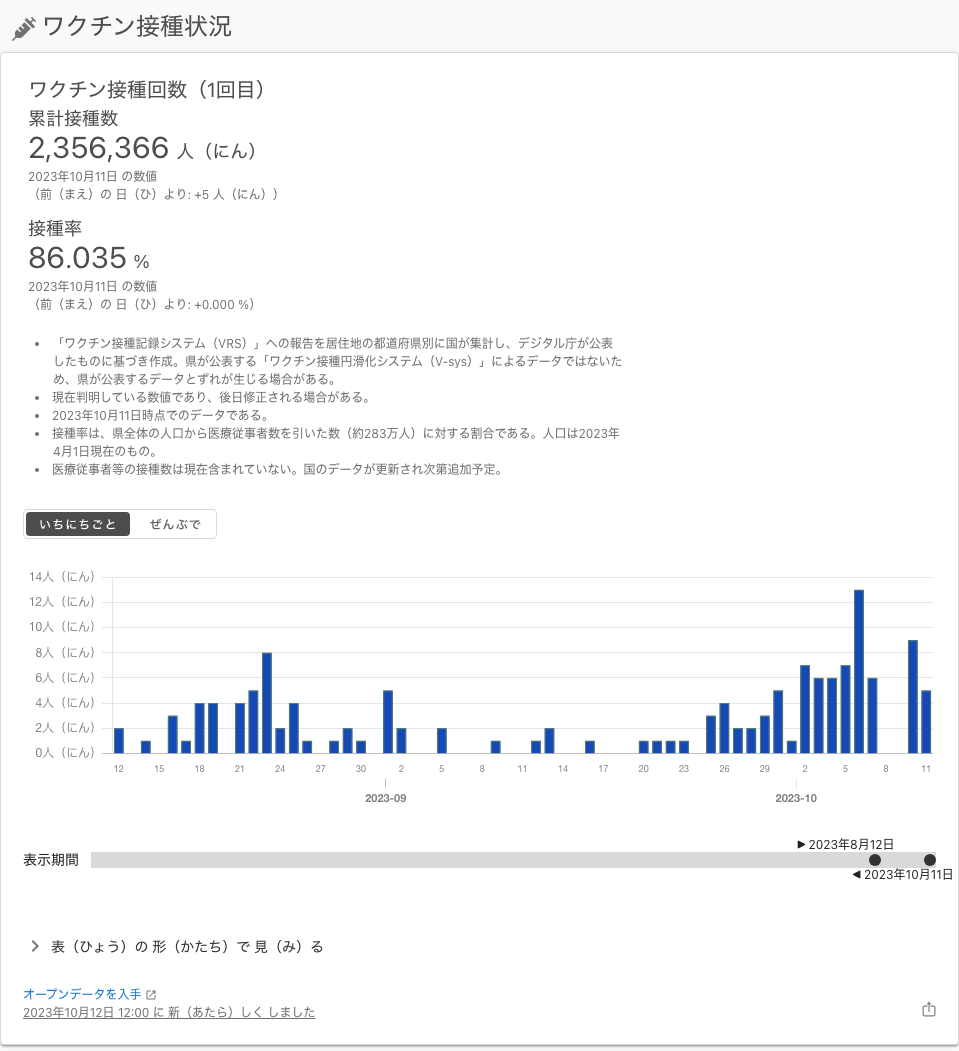 ワクチン接種状況
ワクチン接種回数（1回目）
累計接種数
2,356,366 人（にん）
2023年10月11日 の数値
（前（まえ）の 日（ひ）より: +5 人（にん））
接種率
86.035 %
2023年10月11日 の数値
（前（まえ）の 日（ひ）より: +0.000 %）
• 「ワクチン接種記録システム（VRS）」への報告を居住地の都道府県別に国が集計し、デジタル庁が公表
したものに基づき作成。県が公表する「ワクチン接種円滑化システム（V-sys）」によるデータではないた
め、県が公表するデータとずれが生じる場合がある。
• 現在判明している数値であり、後日修正される場合がある。
• 2023年10月11日時点でのデータである。
• 接種率は、県全体の人口から医療従事者数を引いた数（約283万人）に対する割合である。人口は2023年
4月1日現在のもの。
• 医療従事者等の接種数は現在含まれていない。国のデータが更新され次第追加予定。
いちにちごと ぜんぶで
14人（にん）
12人（にん）
10人（にん）
8人（にん）
6人（にん）
4人（にん）
2人（にん）
0人（にん）
12 15 18 21 24 27 30 2 5 8 11 14 17 20 23 26 29 2 5 8 11
2023-09 2023-10
▶ 2023年8月12日
表示期間
◀ 2023年10月11日
表（ひょう）の 形（かたち）で 見（み）る
オープンデータを入手
2023年10月12日 12:00 に 新（あたら）しく しました